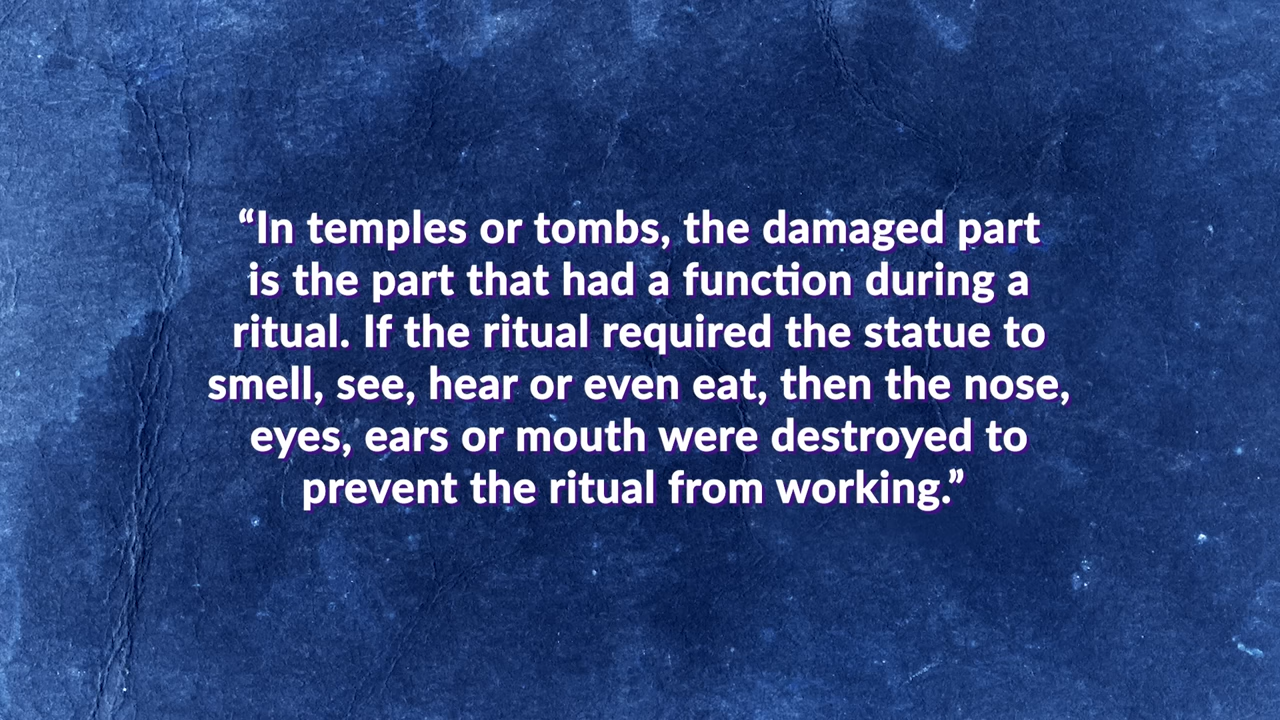 “In temples or tombs, the damaged part
is the part that had a function during a
ritual. If the ritual required the statue to
smell, see, hear or even eat, then the nose,
eyes, ears or mouth were destroyed to
prevent the ritual from working.”